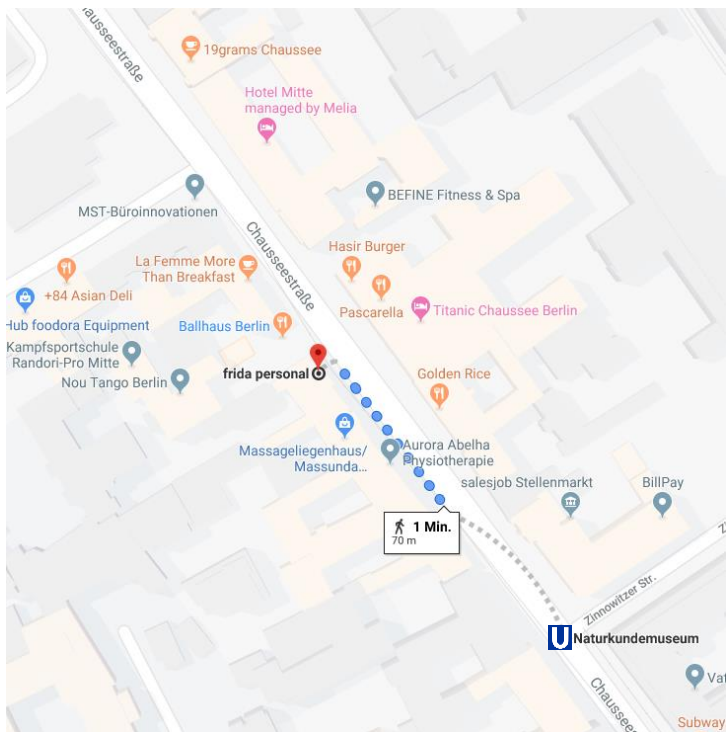 Chausseestraße
19grams Chaussee
Hotel Mitte
managed by Melia
BEFINE Fitness & Spa
MST-Büroinnovationen
Chausseestraße
La Femme More
Than Breakfast
Hasir Burger
+84 Asian Deli
Pascarella
Titanic Chaussee Berlin
Hub foodora Equipment
Ballhaus Berlin
Kampfsportschule
Randori-Pro Mitte
frida personal
Nou Tango Berlin
Golden Rice
Massageliegenhaus/
Massunda...
Aurora Abelha
Physiotherapie
salesjob Stellenmarkt
BillPay
1 Min.
70 m
Zinnowitzer Str.
U Naturkundemuseum
Chaussee
Vat
Subway